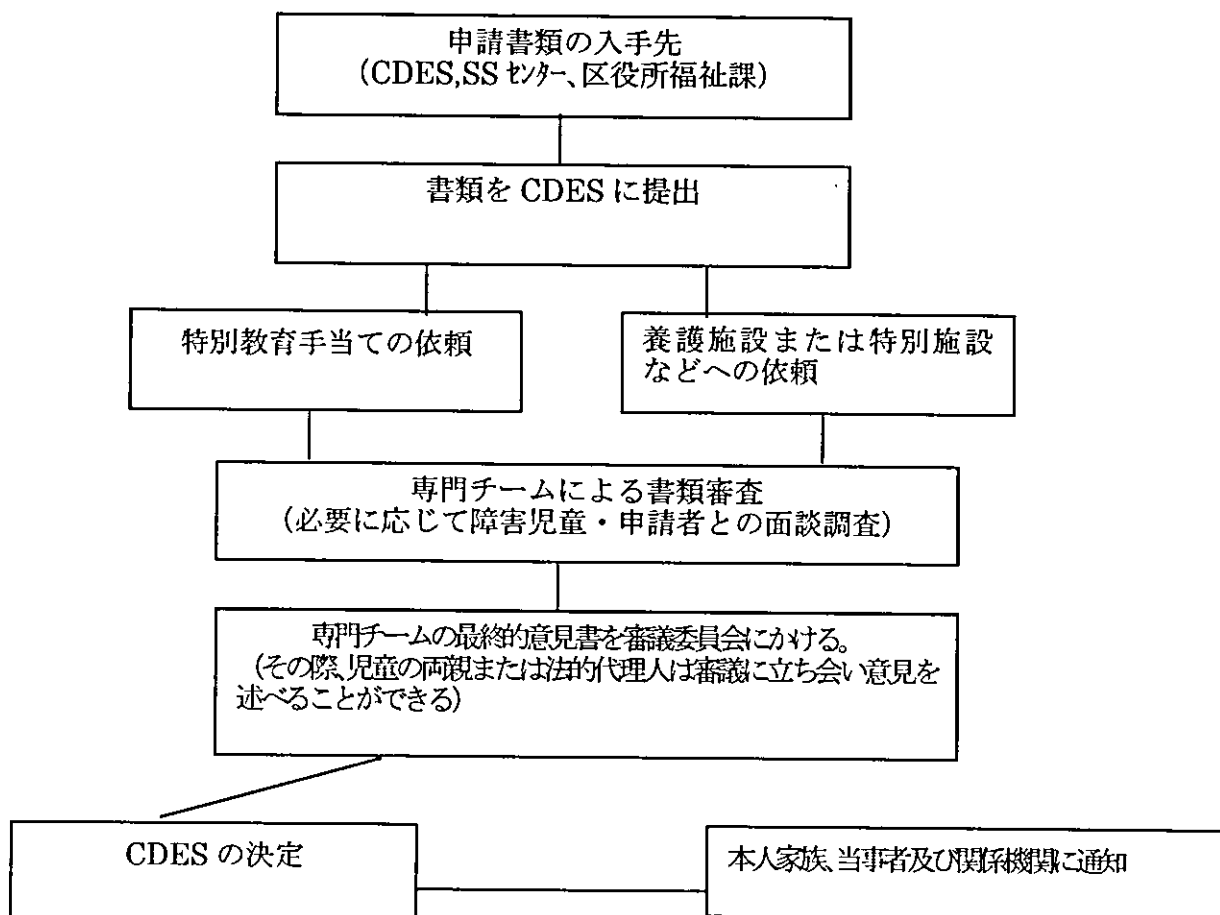 申請書類の入手先
(CDES,SS ｾﾝﾀｰ、区役所福祉課)
書類を CDES に提出
特別教育手当ての依頼
養護施設または特別施設
などへの依頼
専門チームによる書類審査
(必要に応じて障害児童・申請者との面談調査)
専門チームの最終的意見書を審議委員会にかける。
(その際、児童の両親または法的代理人は審議に立ち会い意見を
述べることができる)
CDES の決定
本人家族、当事者及び関係機関に通知